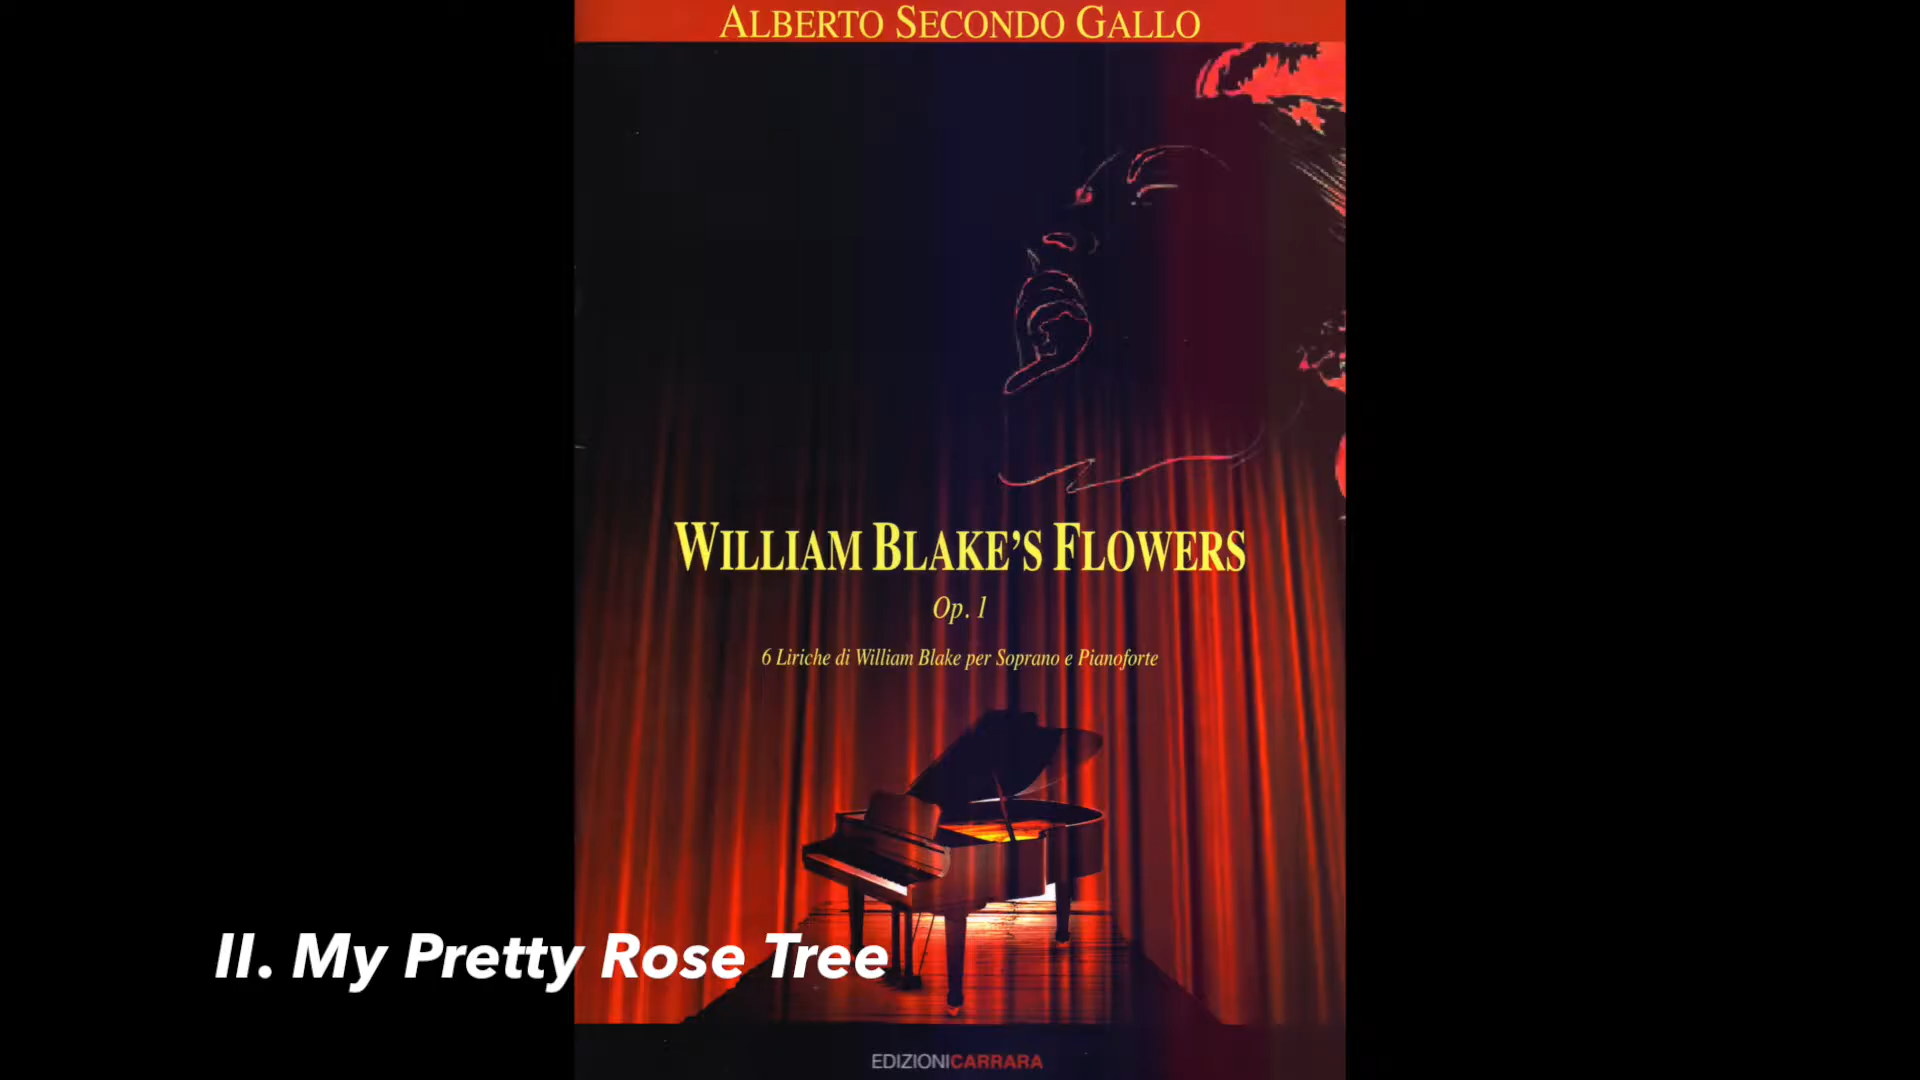 ALBERTO SECONDO GALLO
WILLIAM BLAKE'S FLOWERS
Op. 1
6 Liriche di William Blake per Soprano e Pianoforte
II. My Pretty Rose Tree
EDIZIONICARRARA